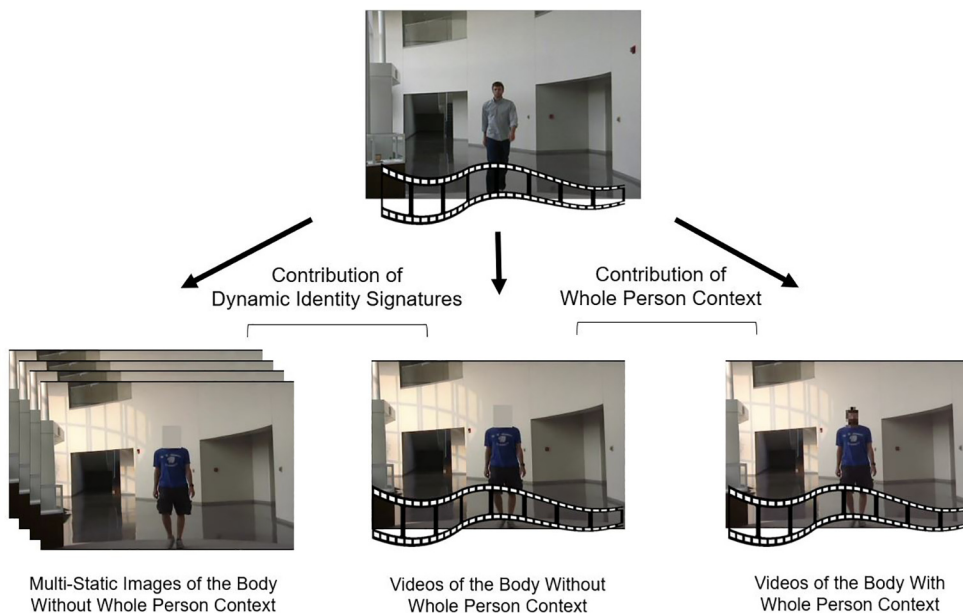 Contribution of
Dynamic Identity Signatures
Contribution of
Whole Person Context
Multi-Static Images of the Body
Without Whole Person Context
Videos of the Body Without
Whole Person Context
Videos of the Body With
Whole Person Context